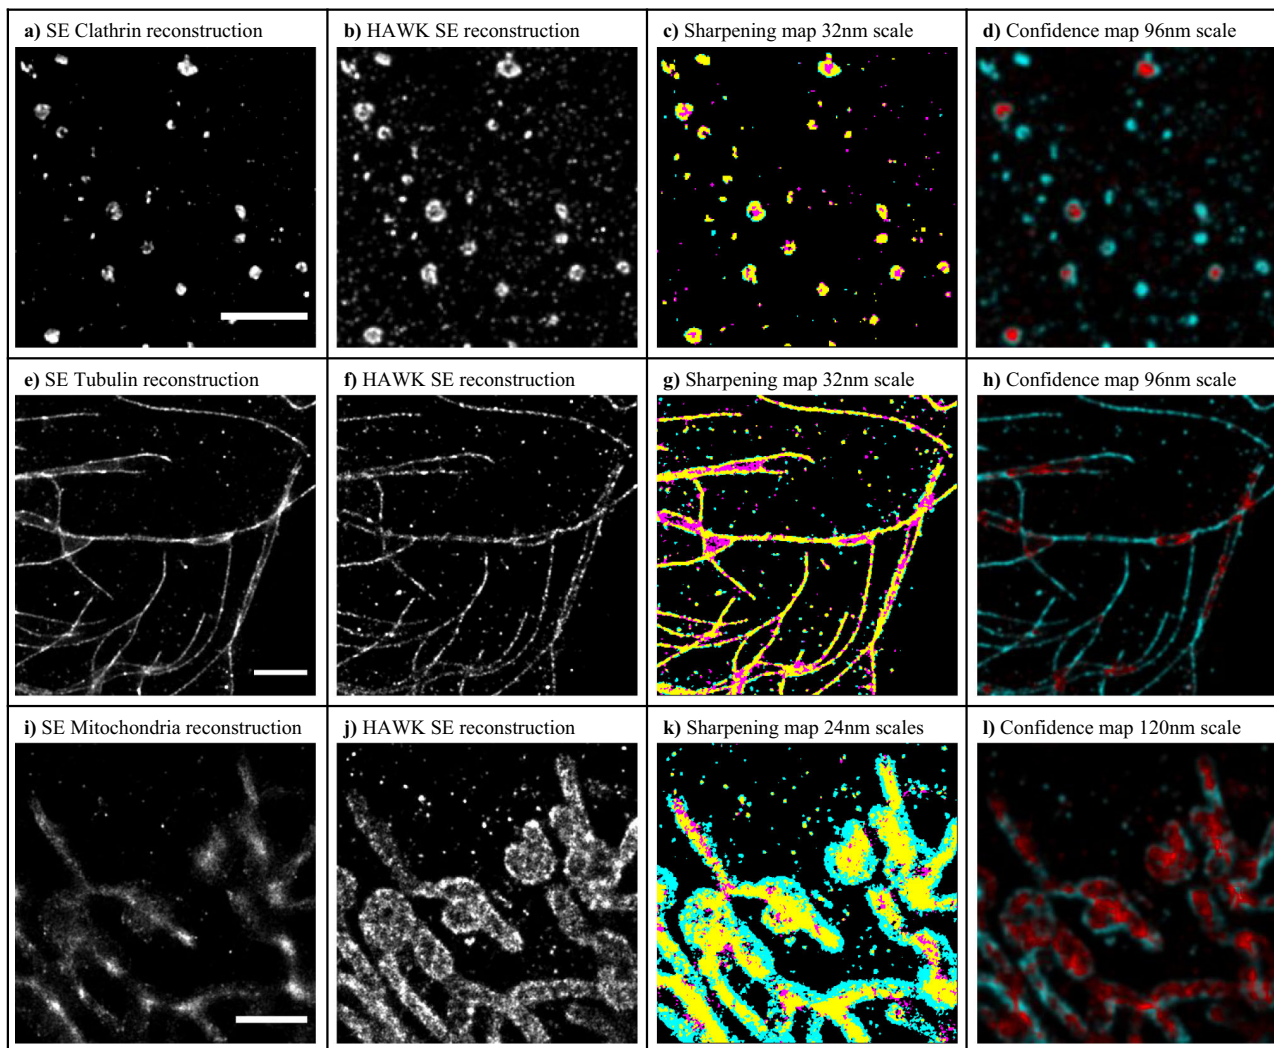 a) SE Clathrin reconstruction
b) HAWK SE reconstruction
c) Sharpening map 32nm scale
d) Confidence map 96nm scale
e) SE Tubulin reconstruction
f) HAWK SE reconstruction
g) Sharpening map 32nm scale
h) Confidence map 96nm scale
i) SE Mitochondria reconstruction
j) HAWK SE reconstruction
k) Sharpening map 24nm scales
l) Confidence map 120nm scale